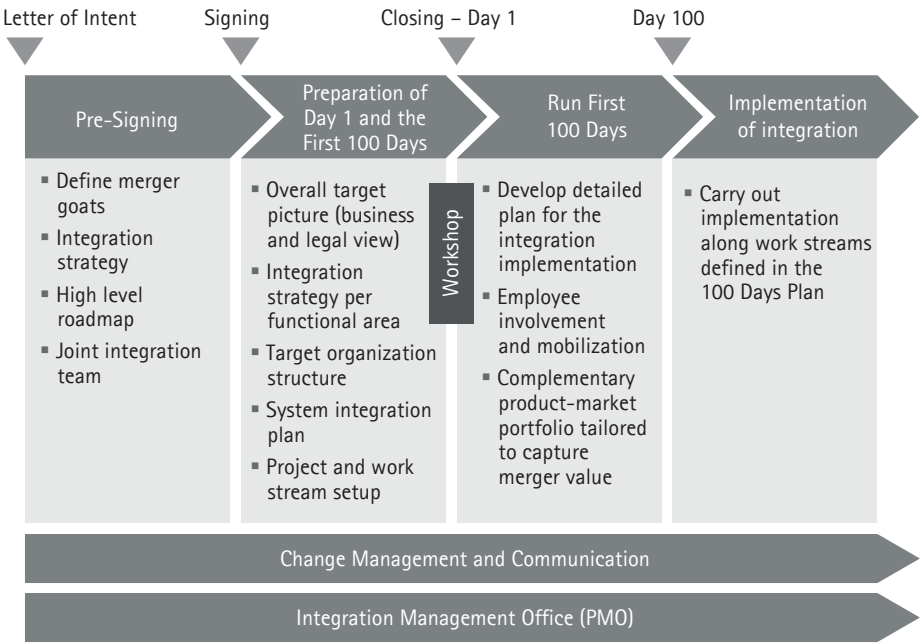 Letter of Intent
Signing
Closing – Day 1
Day 100
Pre-Signing
Preparation of
Day 1 and the
First 100 Days
Run First
100 Days
Implementation
of integration
▪ Define merger
goats
▪ Integration
strategy
▪ High level
roadmap
▪ Joint integration
team
▪ Overall target
picture (business
and legal view)
▪ Integration
strategy per
functional area
▪ Target organization
structure
▪ System integration
plan
▪ Project and work
stream setup
Workshop
▪ Develop detailed
plan for the
integration
implementation
▪ Employee
involvement
and mobilization
▪ Complementary
product-market
portfolio tailored
to capture
merger value
▪ Carry out
implementation
along work streams
defined in the
100 Days Plan
Change Management and Communication
Integration Management Office (PMO)